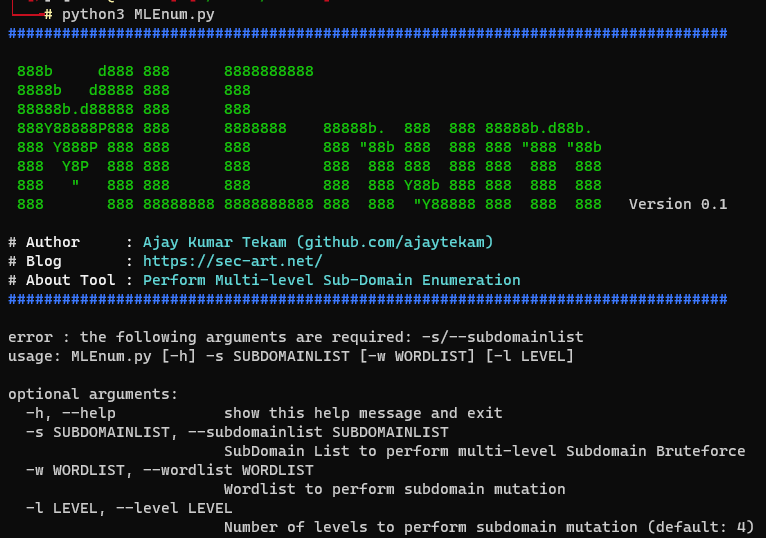 # python3 MLEnum.py
################################################################################
888b     d888 888      8888888888
8888b   d8888 888      888
88888b.d88888 888      888
888Y88888P888 888      8888888    88888b.  888  888 88888b.d88b.
888 Y888P 888 888      888        888 "88b 888  888 888 "888 "88b
888  Y8P  888 888      888        888  888 888  888 888  888  888
888   "   888 888      888        888  888 Y88b 888 888  888  888
888       888 88888888 8888888888 888  888  "Y88888 888  888  888   Version 0.1
# Author     : Ajay Kumar Tekam (github.com/ajaytekam)
# Blog       : https://sec-art.net/
# About Tool : Perform Multi-level Sub-Domain Enumeration
################################################################################
error : the following arguments are required: -s/--subdomainlist
usage: MLEnum.py [-h] -s SUBDOMAINLIST [-w WORDLIST] [-l LEVEL]
optional arguments:
  -h, --help            show this help message and exit
  -s SUBDOMAINLIST, --subdomainlist SUBDOMAINLIST
                        SubDomain List to perform multi-level Subdomain Bruteforce
  -w WORDLIST, --wordlist WORDLIST
                        Wordlist to perform subdomain mutation
  -l LEVEL, --level LEVEL
                        Number of levels to perform subdomain mutation (default: 4)